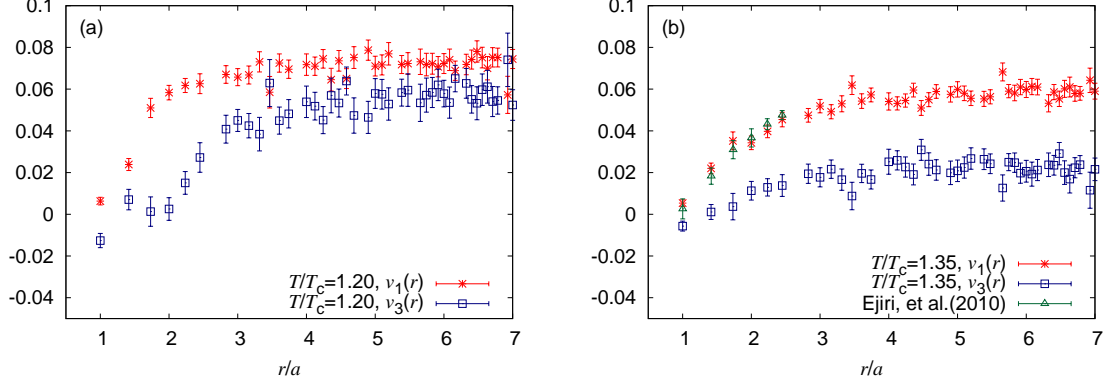 0.1
0.08
0.06
0.04
0.02
0
-0.02
-0.04
(a)
T/Tc=1.20, v1(r)
T/Tc=1.20, v3(r)
1 2 3 4 5 6 7
r/a
0.1
0.08
0.06
0.04
0.02
0
-0.02
-0.04
(b)
T/Tc=1.35, v1(r)
T/Tc=1.35, v3(r)
Ejiri, et al.(2010)
1 2 3 4 5 6 7
r/a